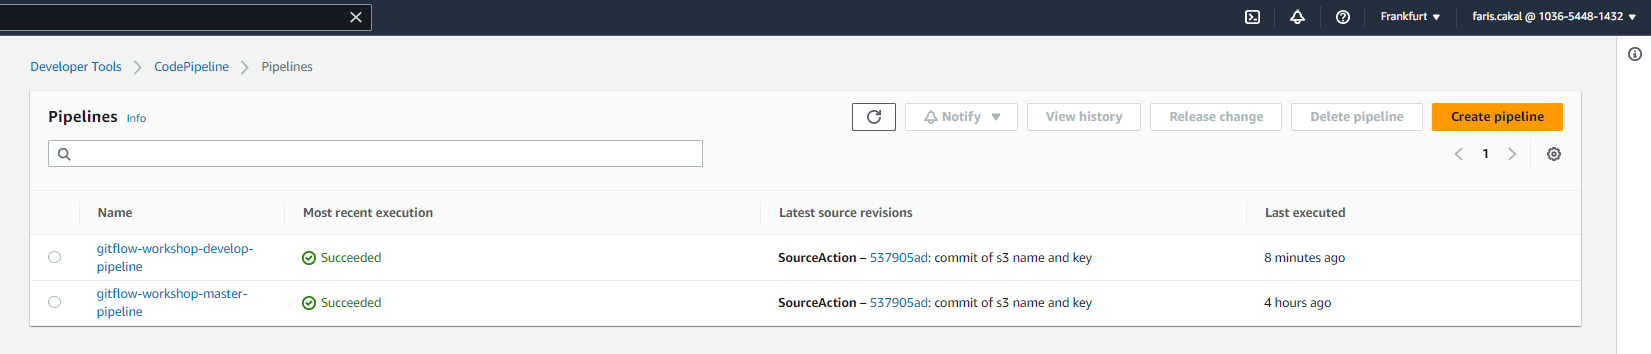 Frankfurt
faris.cakal @ 1036-5448-1432
Developer Tools
CodePipeline
Pipelines
Pipelines Info
Notify
View history
Release change
Delete pipeline
Create pipeline
1
Name
Most recent execution
Latest source revisions
Last executed
gitflow-workshop-develop-
pipeline
Succeeded
SourceAction – 537905ad: commit of s3 name and key
8 minutes ago
gitflow-workshop-master-
pipeline
Succeeded
SourceAction – 537905ad: commit of s3 name and key
4 hours ago